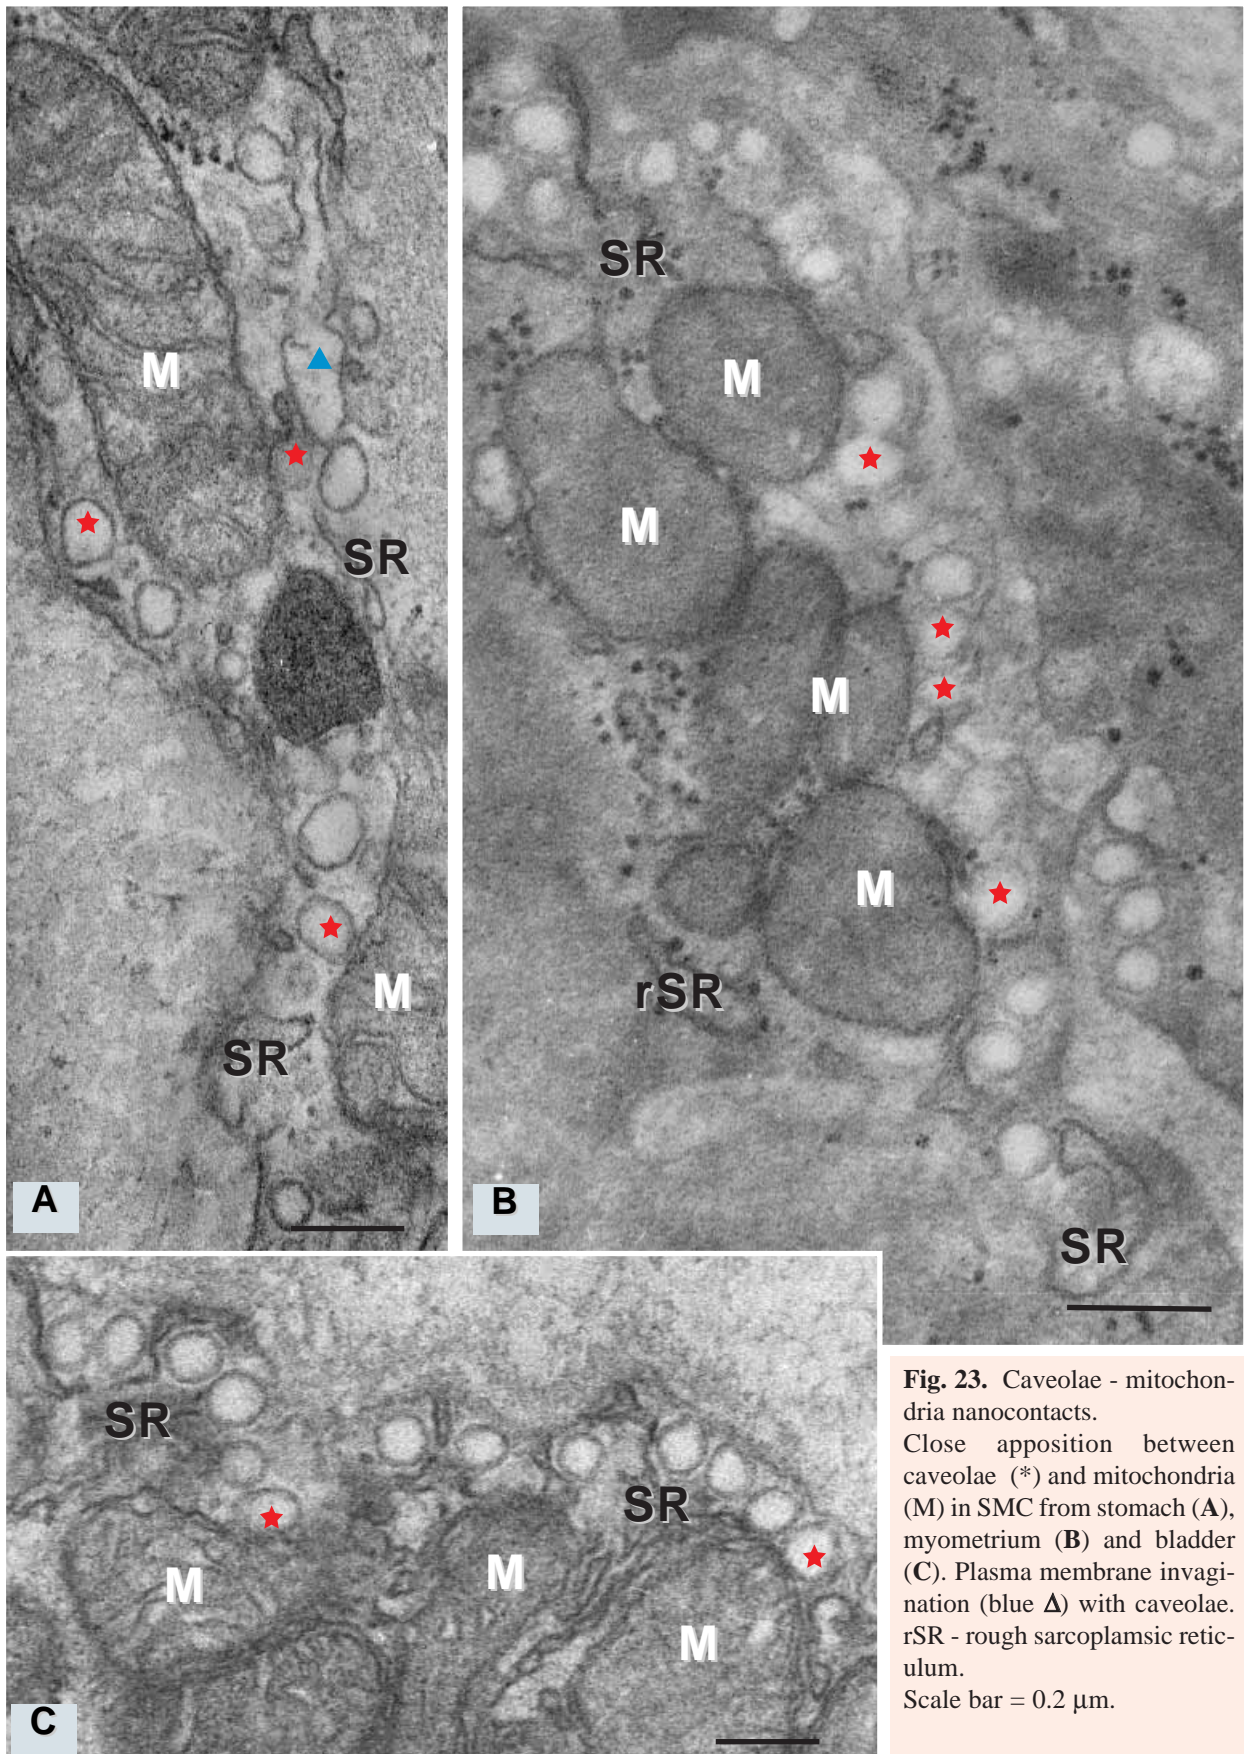 M
SR
M
SR
A
SR
M
M
M
M
rSR
SR
B
SR
SR
M
M
M
C
Fig. 23. Caveolae - mitochon-
dria nanocontacts.
Close apposition between
caveolae (*) and mitochondria
(M) in SMC from stomach (A),
myometrium (B) and bladder
(C). Plasma membrane invagi-
nation (blue Δ) with caveolae.
rSR - rough sarcoplamsic retic-
ulum.
Scale bar = 0.2 μm.